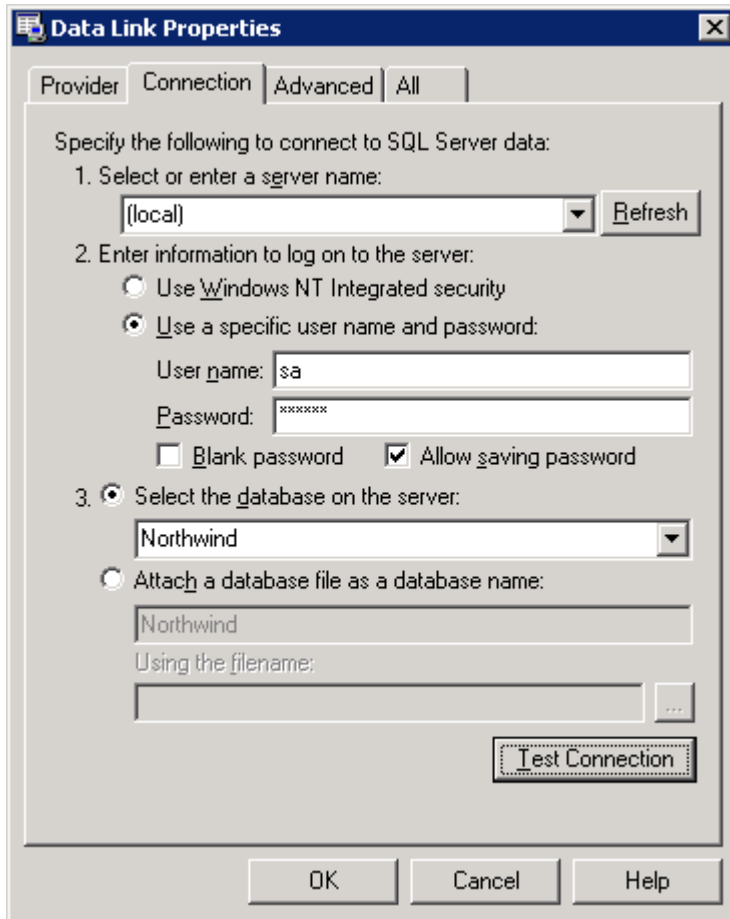 Data Link Properties
Provider Connection Advanced All
Specify the following to connect to SQL Server data:
1. Select or enter a server name:
(local) Refresh
2. Enter information to log on to the server:
Use Windows NT Integrated security
Use a specific user name and password:
User name: sa
Password: ******
Blank password Allow saving password
3. Select the database on the server:
Northwind
Attach a database file as a database name:
Northwind
Using the filename:
...
Test Connection
OK Cancel Help